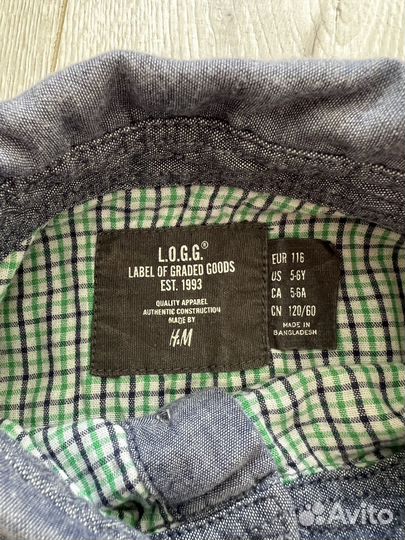 L.O.G.G.®
LABEL OF GRADED GOODS
EST. 1993
QUALITY APPAREL
AUTHENTIC CONSTRUCTION
MADE BY
H&M
EUR 116
US 5-6Y
CA 5-6A
CN 120/60
MADE IN
BANGLADESH
Avito